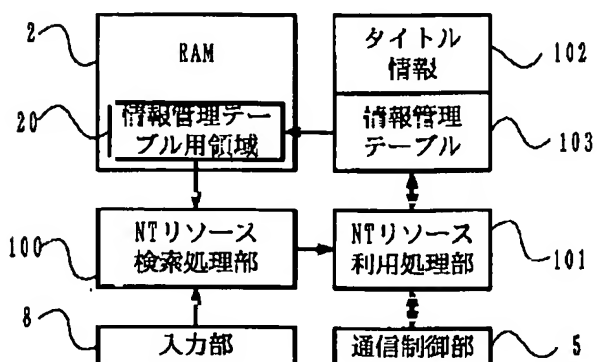 2
RAM
タイトル
情報
102
20
情報管理テー
ブル用領域
情報管理
テーブル
103
100
NTリソース
検索処理部
NTリソース
利用処理部
101
8
入力部
通信制御部
5